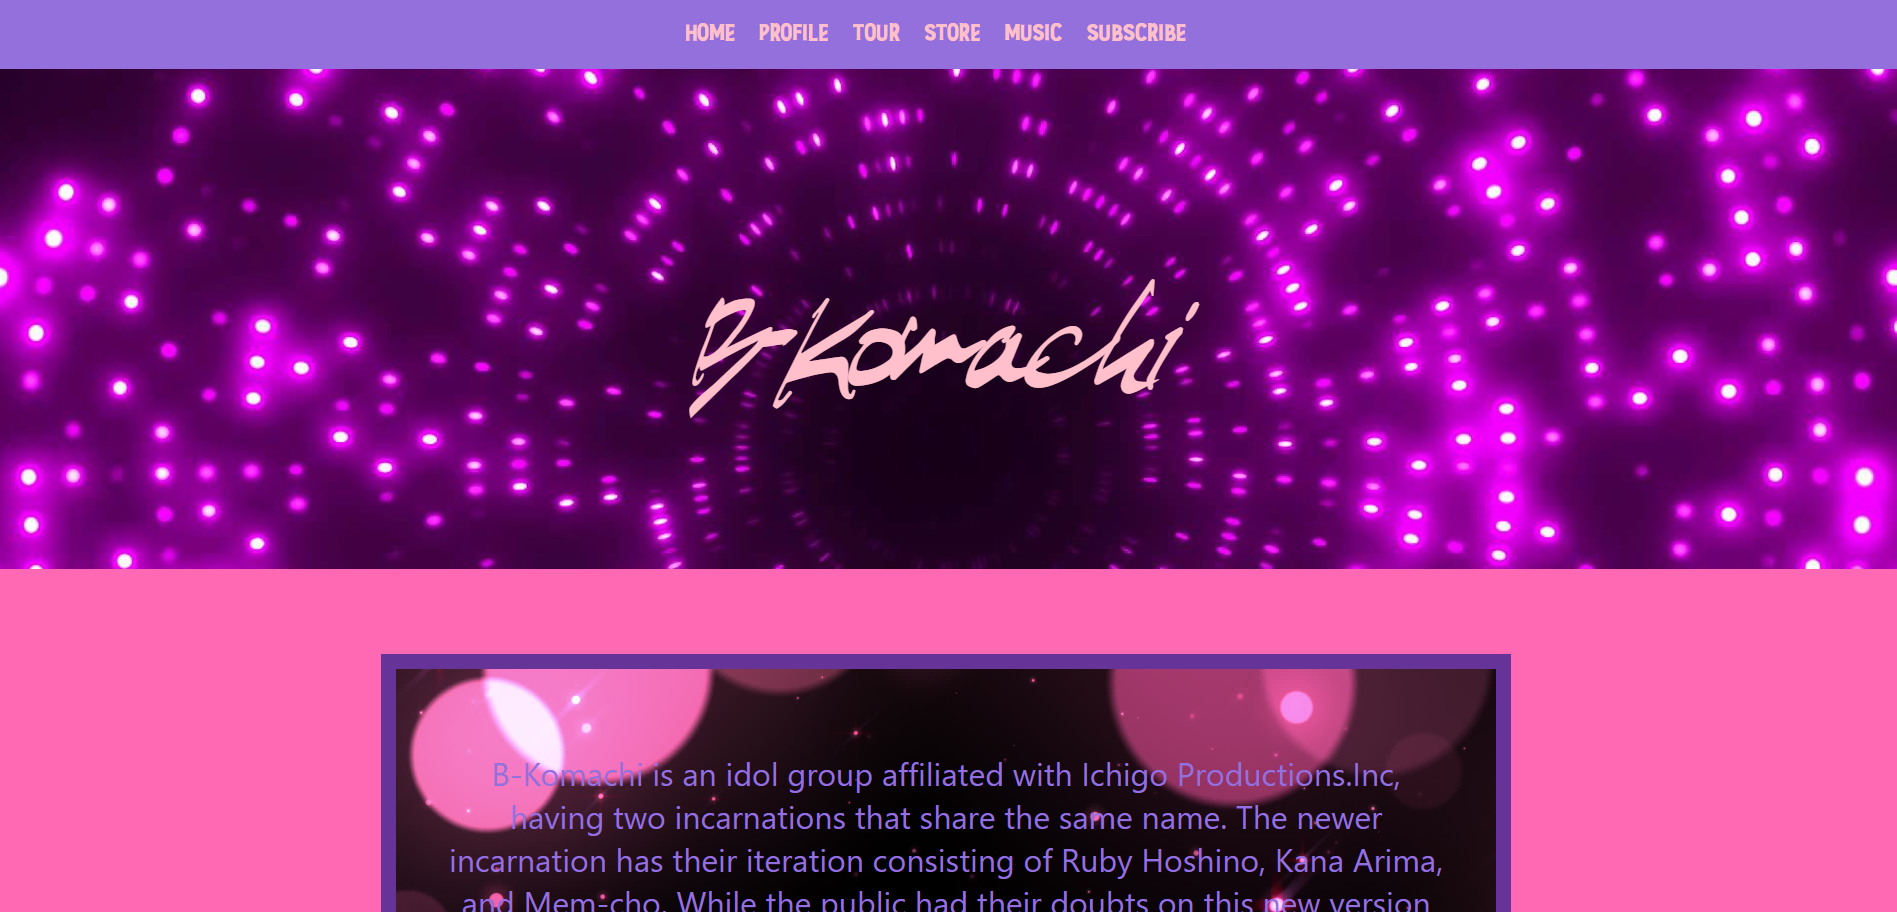 HOME PROFILE TOUR STORE MUSIC SUBSCRIBE
B-Komachi
B-Komachi is an idol group affiliated with Ichigo Productions.Inc,
having two incarnations that share the same name. The newer
incarnation has their iteration consisting of Ruby Hoshino, Kana Arima,
and Mem-cho. While the public had their doubts on this new version